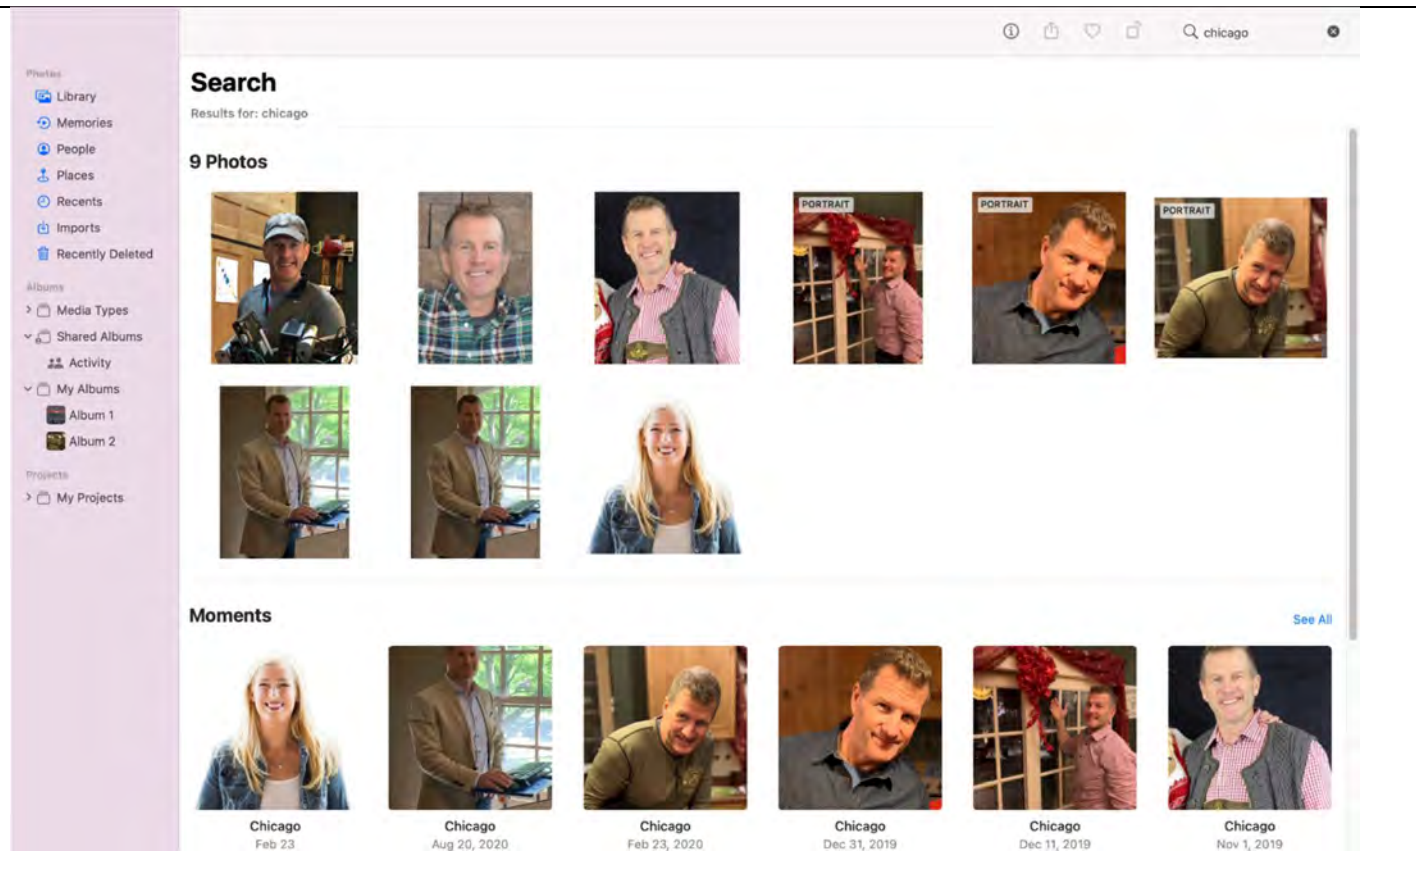 chicago
Photos
Library
Memories
People
Places
Recents
Imports
Recently Deleted
Albums
Media Types
Shared Albums
Activity
My Albums
Album 1
Album 2
Projects
My Projects
Search
Results for: chicago
9 Photos
PORTRAIT
PORTRAIT
PORTRAIT
Moments
See All
Chicago
Feb 23
Chicago
Aug 20, 2020
Chicago
Feb 23, 2020
Chicago
Dec 31, 2019
Chicago
Dec 11, 2019
Chicago
Nov 1, 2019